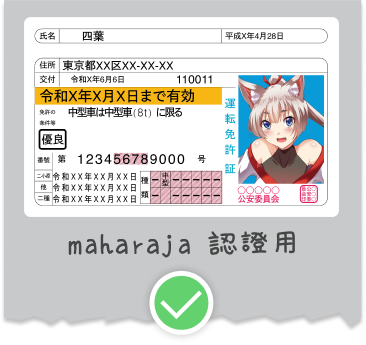 氏名 四葉 平成X年4月28日
住所 東京都XX区XX-XX-XX
交付 令和X年6月6日 110011
令和X年X月X日まで有効
免許の条件等 中型車は中型車(8t)に限る
優良
番号 第 123456789000 号
二小原 令和XX年XX月XX日
他 令和XX年XX月XX日
二種 令和XX年XX月XX日
種類 中型
運転免許証
公安委員会
maharaja 認證用